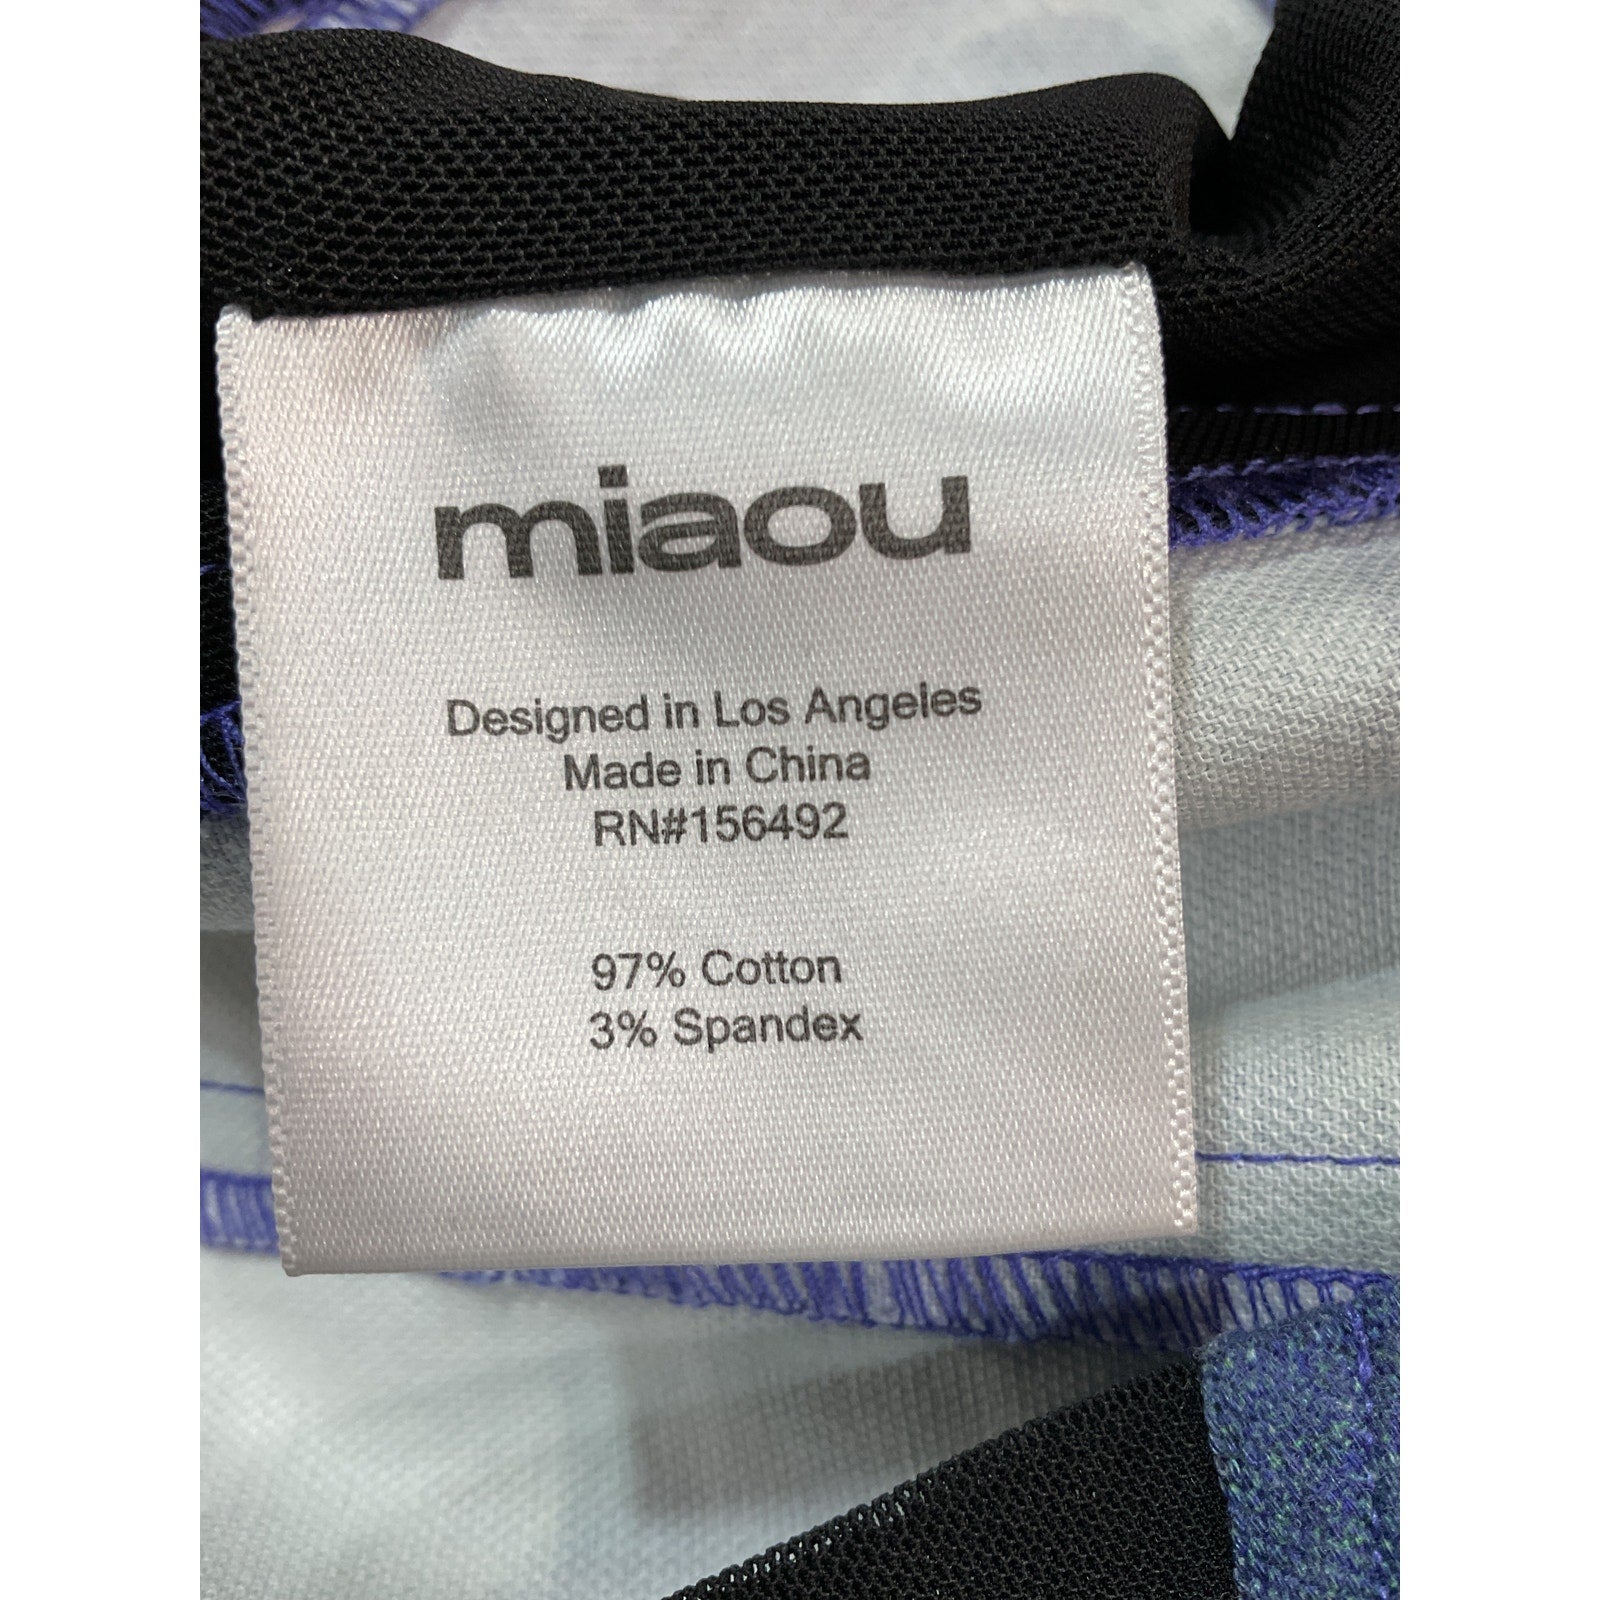 miaou
Designed in Los Angeles
Made in China
RN#156492
97% Cotton
3% Spandex